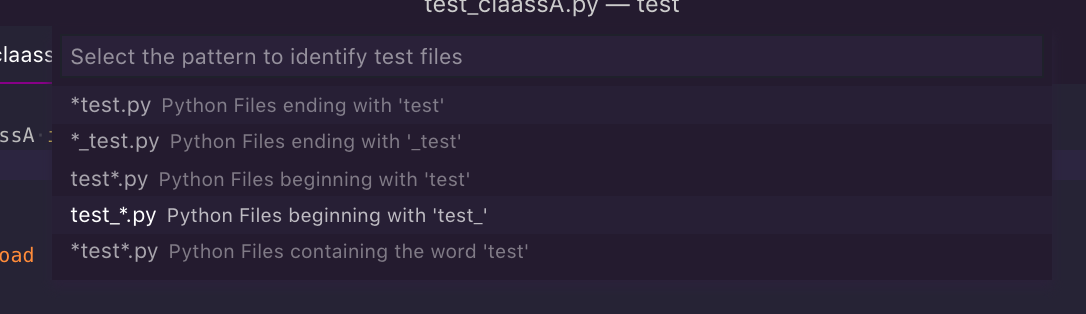 test_claassA.py — test
claass
Select the pattern to identify test files
*test.py Python Files ending with 'test'
ssA
*_test.py Python Files ending with '_test'
test*.py Python Files beginning with 'test'
test_*.py Python Files beginning with 'test_'
*test*.py Python Files containing the word 'test'
oad